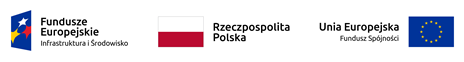 Fundusze
Europejskie
Infrastruktura i Środowisko
Rzeczpospolita
Polska
Unia Europejska
Fundusz Spójności